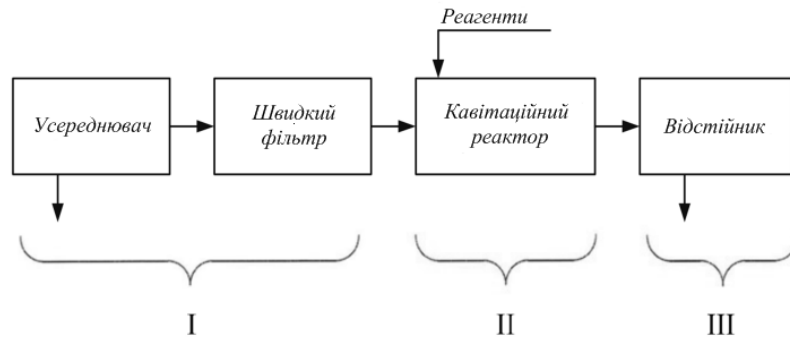 Реагенти
Усереднювач
Швидкий
фільтр
Кавітаційний
реактор
Відстійник
I
II
III